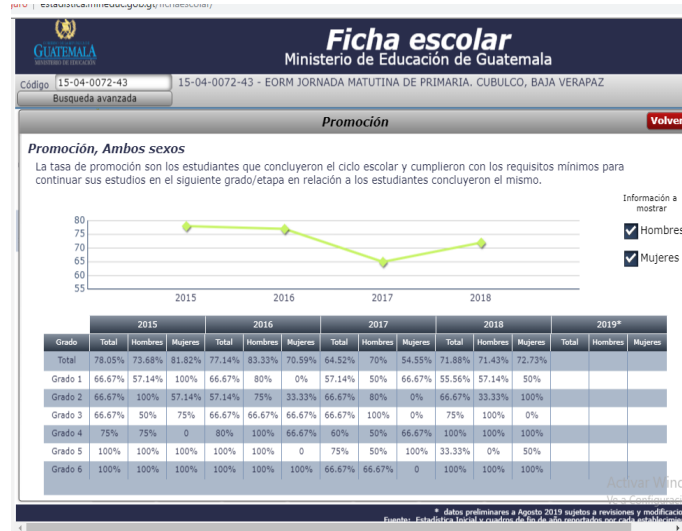 estadistica.mineduc.gob.gt/fichaescolar/
GUATEMALA
MINISTERIO DE EDUCACIÓN
Ficha escolar
Ministerio de Educación de Guatemala
Código 15-04-0072-43 15-04-0072-43 - EORM JORNADA MATUTINA DE PRIMARIA. CUBULCO, BAJA VERAPAZ
Busqueda avanzada
Promoción Volver
Promoción, Ambos sexos
La tasa de promoción son los estudiantes que concluyeron el ciclo escolar y cumplieron con los requisitos mínimos para
continuar sus estudios en el siguiente grado/etapa en relación a los estudiantes concluyeron el mismo.
Información a
mostrar
Hombres
Mujeres
80
75
70
65
60
55
2015 2016 2017 2018
2015 2016 2017 2018 2019*
Grado Total Hombres Mujeres Total Hombres Mujeres Total Hombres Mujeres Total Hombres Mujeres Total Hombres Mujeres
Total 78.05% 73.68% 81.82% 77.14% 83.33% 70.59% 64.52% 70% 54.55% 71.88% 71.43% 72.73%
Grado 1 66.67% 57.14% 100% 66.67% 80% 0% 57.14% 50% 66.67% 55.56% 57.14% 50%
Grado 2 66.67% 100% 57.14% 57.14% 75% 33.33% 66.67% 80% 0% 66.67% 33.33% 100%
Grado 3 66.67% 50% 75% 66.67% 66.67% 66.67% 66.67% 100% 0% 75% 100% 0%
Grado 4 75% 75% 0 80% 100% 66.67% 60% 50% 66.67% 100% 100% 100%
Grado 5 100% 100% 100% 100% 100% 0 75% 50% 100% 33.33% 0% 50%
Grado 6 100% 100% 100% 100% 100% 100% 66.67% 66.67% 0 100% 100% 100%
Activar Wind
Ve a Configuraci
* datos preliminares a Agosto 2019 sujetos a revisiones y modificacio
Fuente: Estadística Inicial y cuadros de fin de año reportados por cada establecimie